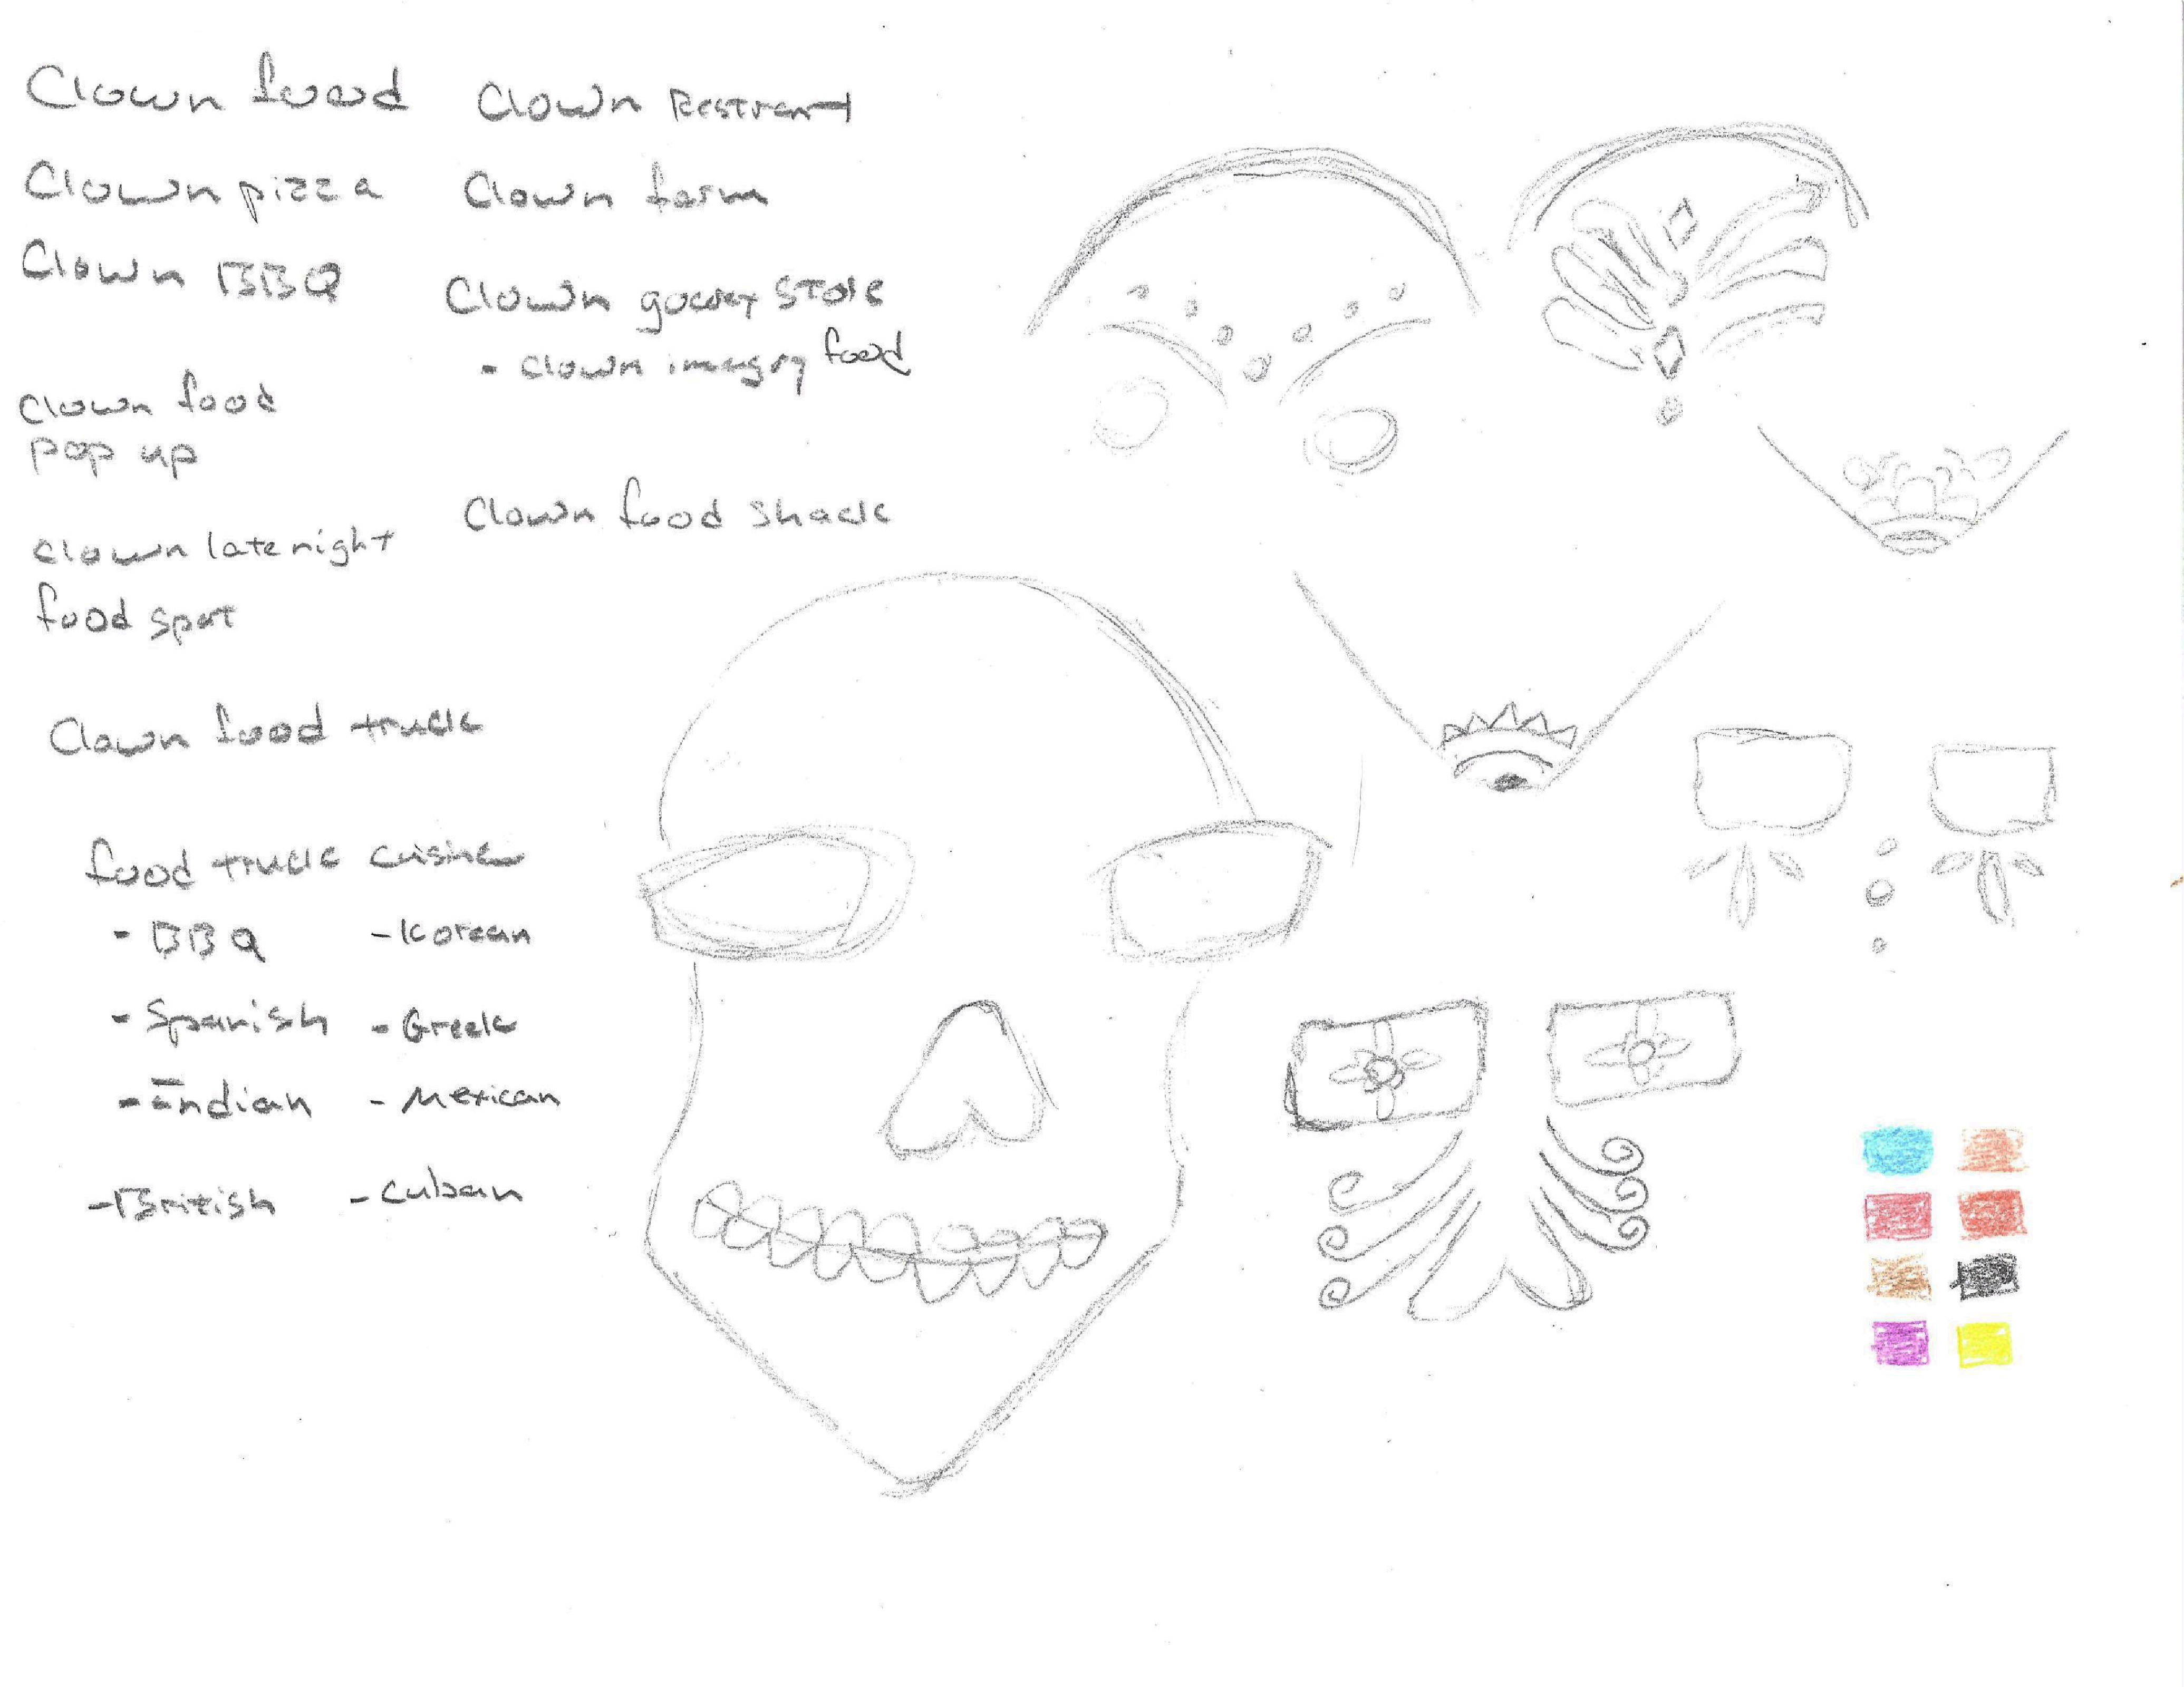 Clown food
Clown pizza
Clown BBQ
Clown food
pop up
clown late night
food spot
Clown food truck
food truck cuisine
- BBQ
- Spanish
- Indian
- British
- Korean
- Greek
- Mexican
- Cuban
Clown Restrant
Clown farm
Clown store
- clown imagery food
Clown food shack